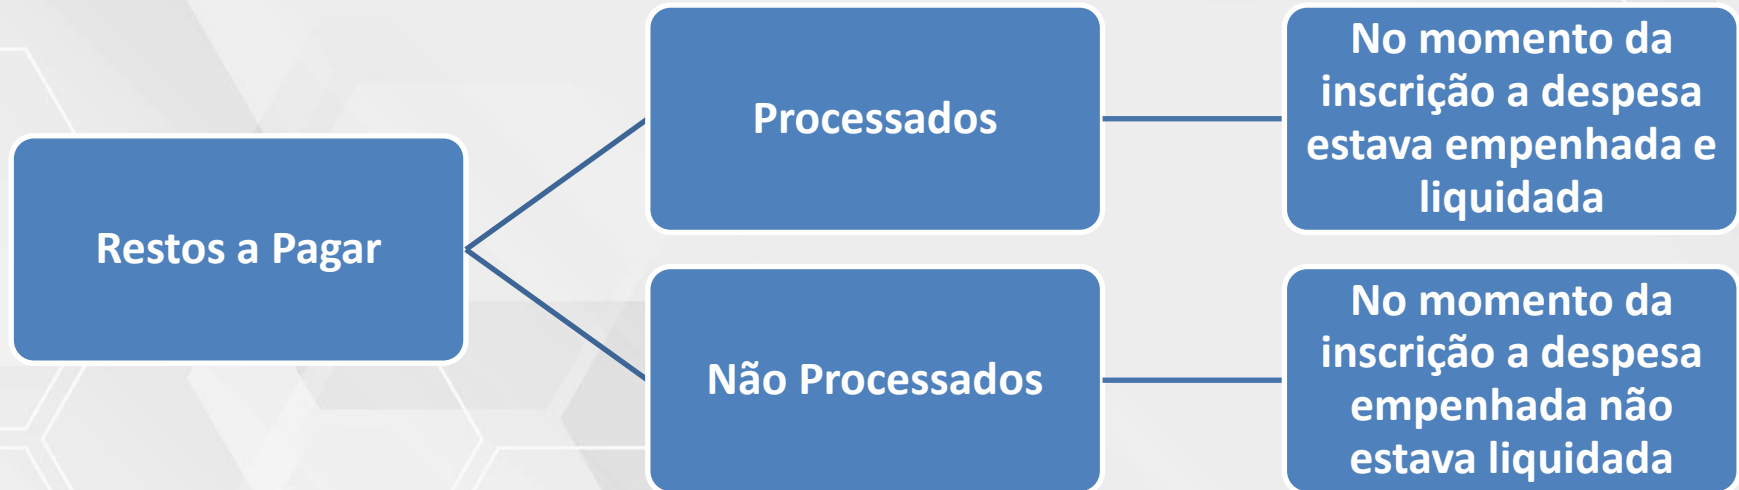 Restos a Pagar
Processados
No momento da
inscrição a despesa
estava empenhada e
liquidada
Não Processados
No momento da
inscrição a despesa
empenhada não
estava liquidada